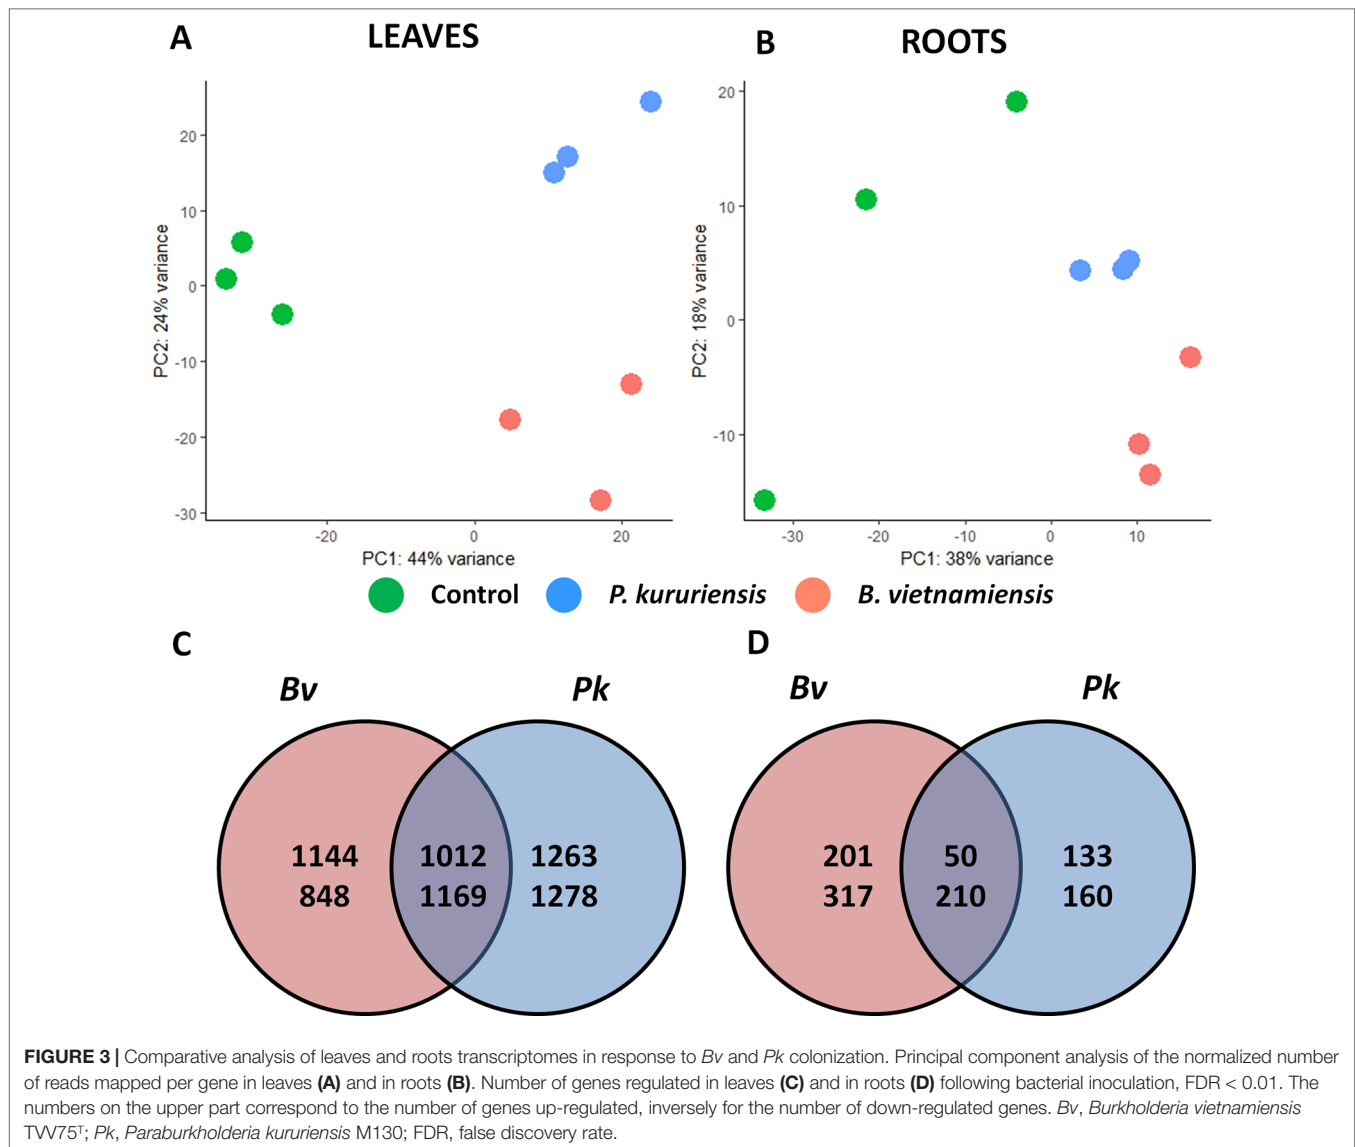 A
LEAVES
B
ROOTS
20
10
0
-10
-20
-30
PC2: 24% variance
-20
0
20
PC1: 44% variance
20
10
0
-10
PC2: 18% variance
-30
-20
-10
0
10
PC1: 38% variance
Control
P. kururiensis
B. vietnamiensis
C
Bv
Pk
1144
1012
1263
848
1169
1278
D
Bv
Pk
201
50
133
317
210
160
FIGURE 3 | Comparative analysis of leaves and roots transcriptomes in response to Bv and Pk colonization. Principal component analysis of the normalized number
of reads mapped per gene in leaves (A) and in roots (B). Number of genes regulated in leaves (C) and in roots (D) following bacterial inoculation, FDR < 0.01. The
numbers on the upper part correspond to the number of genes up-regulated, inversely for the number of down-regulated genes. Bv, Burkholderia vietnamiensis
TVV75ᵀ; Pk, Paraburkholderia kururiensis M130; FDR, false discovery rate.